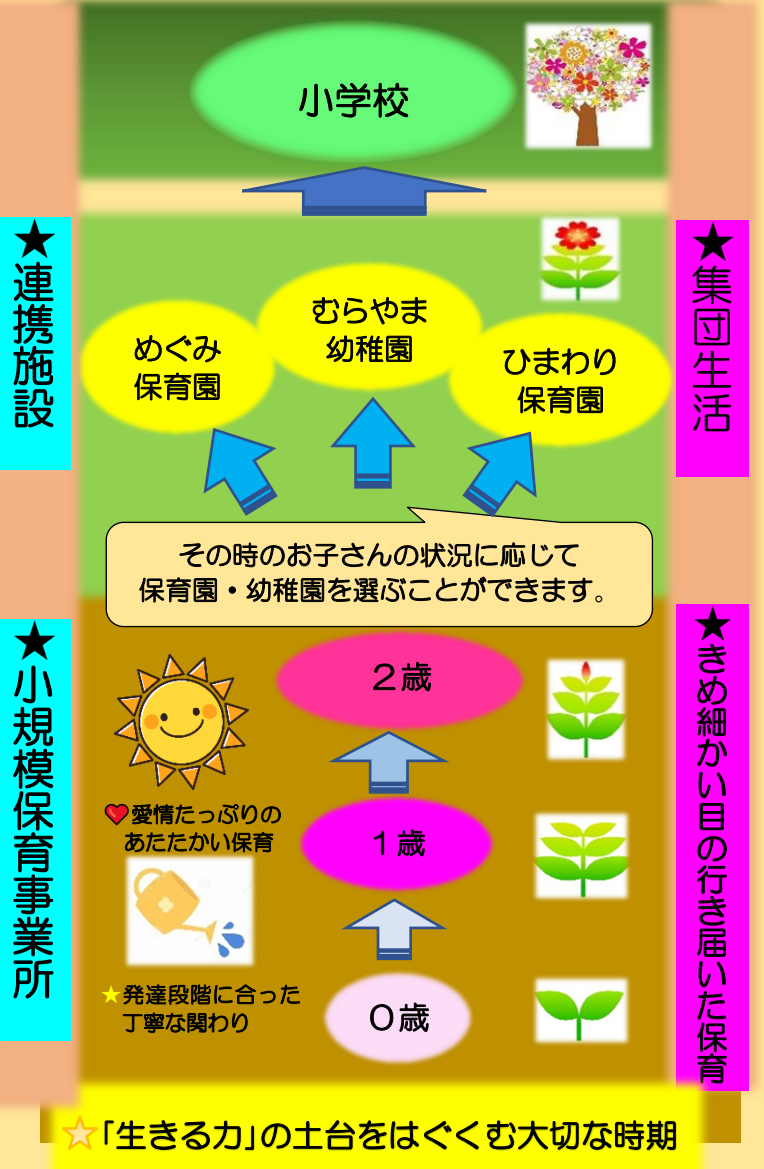 小学校
★連携施設
★集団生活
めぐみ
保育園
むらやま
幼稚園
ひまわり
保育園
その時のお子さんの状況に応じて
保育園・幼稚園を選ぶことができます。
★小規模保育事業所
★きめ細かい目の行き届いた保育
２歳
❤愛情たっぷりの
あたたかい保育
１歳
★発達段階に合った
丁寧な関わり
０歳
☆「生きる力」の土台をはぐくむ大切な時期